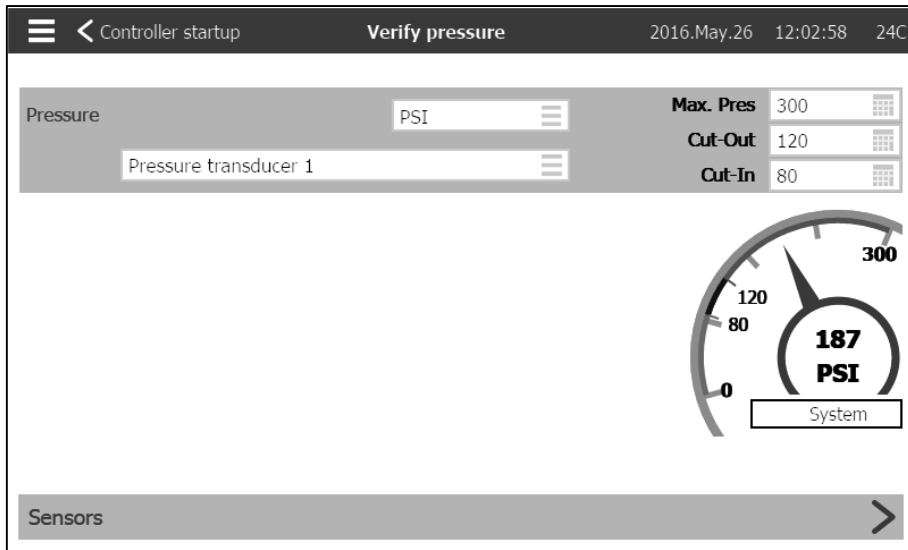 Controller startup Verify pressure 2016.May.26 12:02:58 24C
Pressure PSI Max. Pres 300
Cut-Out 120
Pressure transducer 1 Cut-In 80
300
120
80
187
PSI
0
System
Sensors